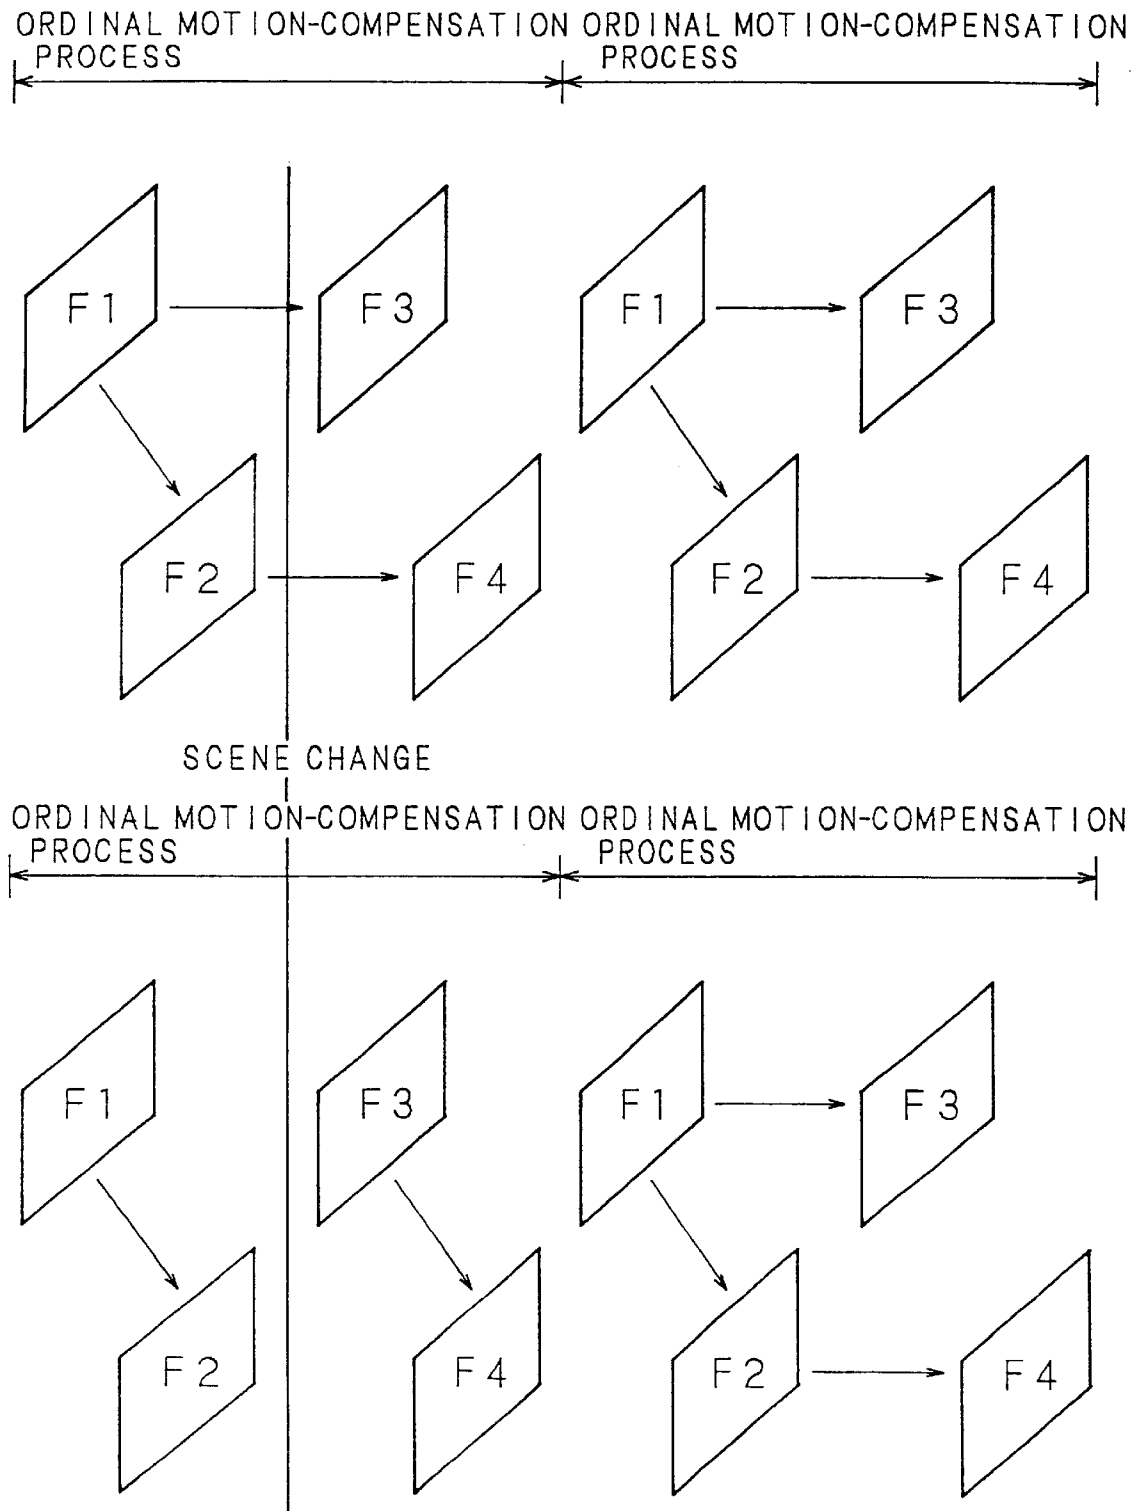 ORDINAL MOTION-COMPENSATION ORDINAL MOTION-COMPENSATION
PROCESS PROCESS
F1 F3 F1 F3
F2 F4 F2 F4
SCENE CHANGE
ORDINAL MOTION-COMPENSATION ORDINAL MOTION-COMPENSATION
PROCESS PROCESS
F1 F3 F1 F3
F2 F4 F2 F4